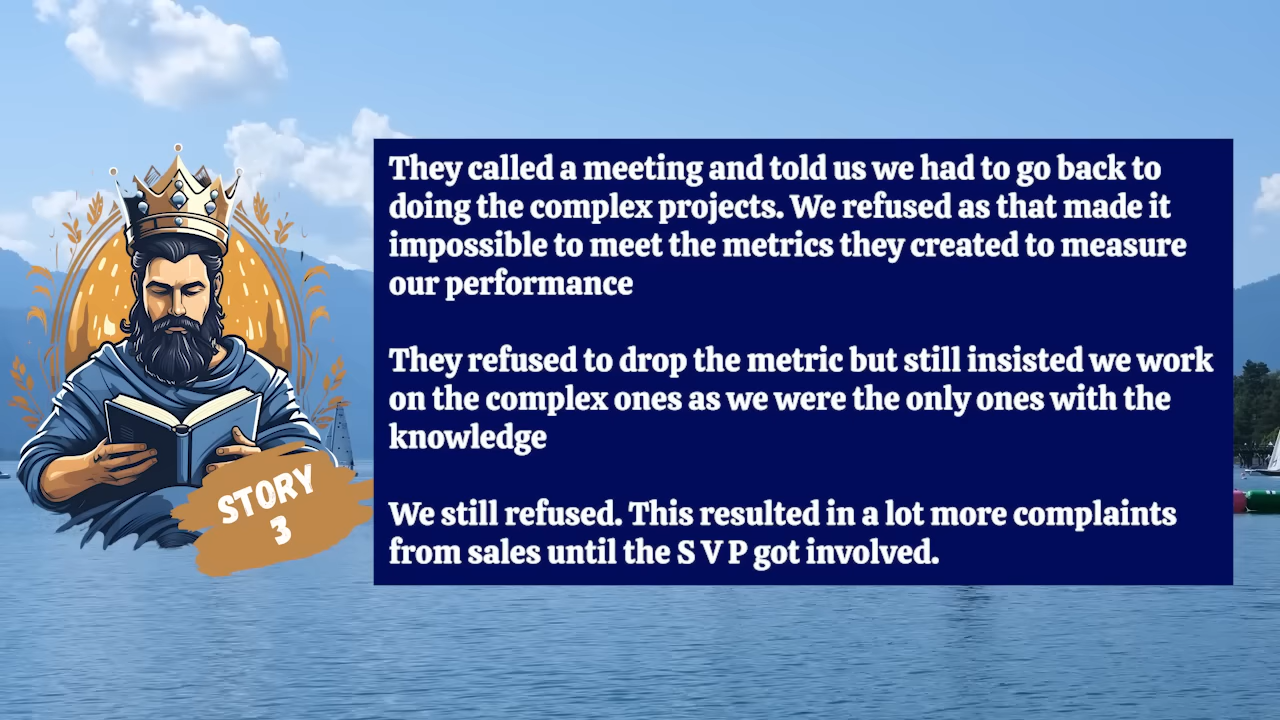 They called a meeting and told us we had to go back to
doing the complex projects. We refused as that made it
impossible to meet the metrics they created to measure
our performance
They refused to drop the metric but still insisted we work
on the complex ones as we were the only ones with the
knowledge
We still refused. This resulted in a lot more complaints
from sales until the S V P got involved.
STORY
3